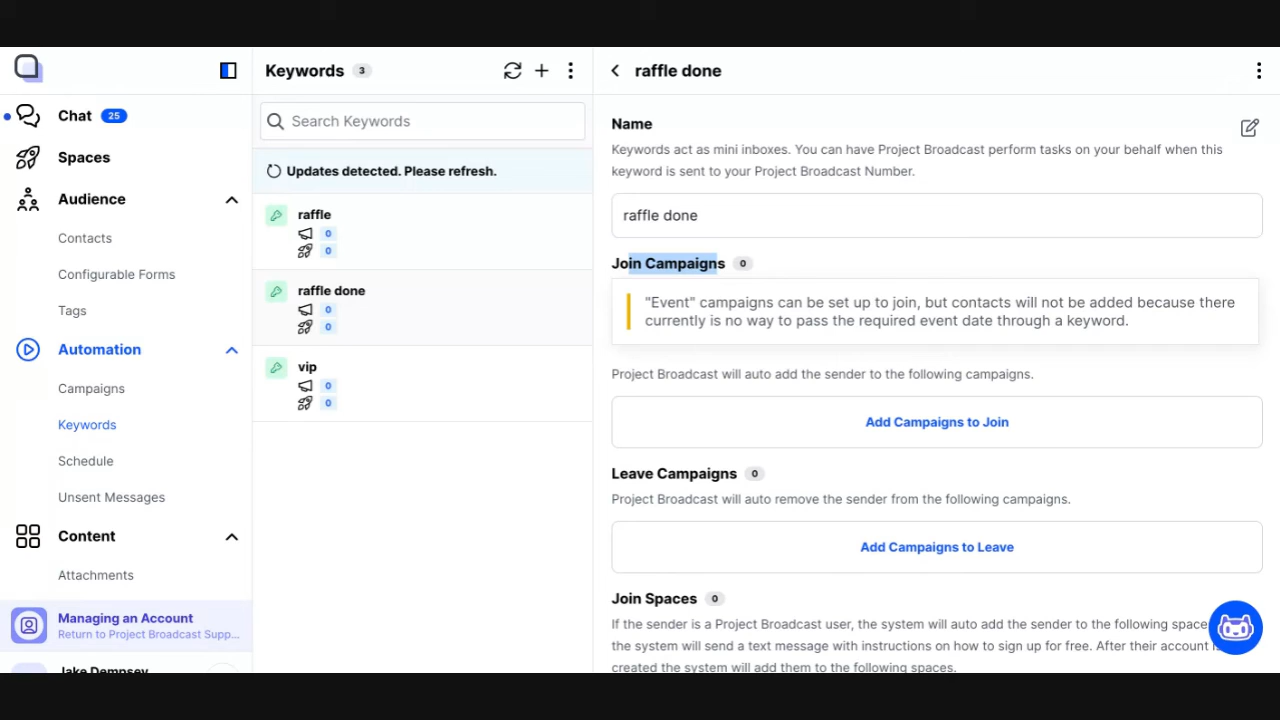 Chat 25
Spaces
Audience
Contacts
Configurable Forms
Tags
Automation
Campaigns
Keywords
Schedule
Unsent Messages
Content
Attachments
Managing an Account
Return to Project Broadcast Supp...
Jake Dempsey
Keywords 3
Search Keywords
Updates detected. Please refresh.
raffle
0
0
raffle done
0
0
vip
0
0
raffle done
Name
Keywords act as mini inboxes. You can have Project Broadcast perform tasks on your behalf when this
keyword is sent to your Project Broadcast Number.
raffle done
Join Campaigns 0
"Event" campaigns can be set up to join, but contacts will not be added because there
currently is no way to pass the required event date through a keyword.
Project Broadcast will auto add the sender to the following campaigns.
Add Campaigns to Join
Leave Campaigns 0
Project Broadcast will auto remove the sender from the following campaigns.
Add Campaigns to Leave
Join Spaces 0
If the sender is a Project Broadcast user, the system will auto add the sender to the following space
the system will send a text message with instructions on how to sign up for free. After their account
created the system will add them to the following spaces.